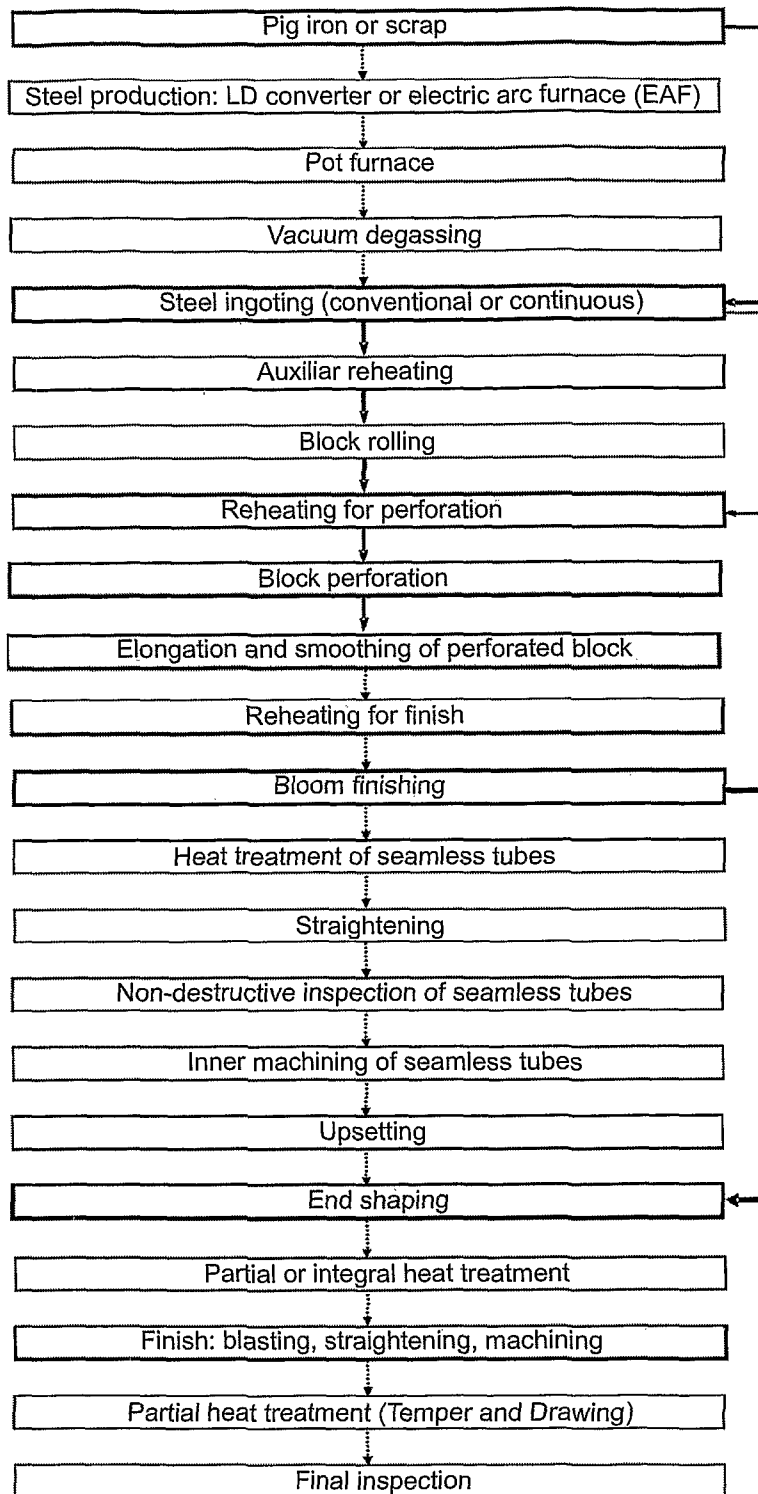 Pig iron or scrap
Steel production: LD converter or electric arc furnace (EAF)
Pot furnace
Vacuum degassing
Steel ingoting (conventional or continuous)
Auxiliar reheating
Block rolling
Reheating for perforation
Block perforation
Elongation and smoothing of perforated block
Reheating for finish
Bloom finishing
Heat treatment of seamless tubes
Straightening
Non-destructive inspection of seamless tubes
Inner machining of seamless tubes
Upsetting
End shaping
Partial or integral heat treatment
Finish: blasting, straightening, machining
Partial heat treatment (Temper and Drawing)
Final inspection